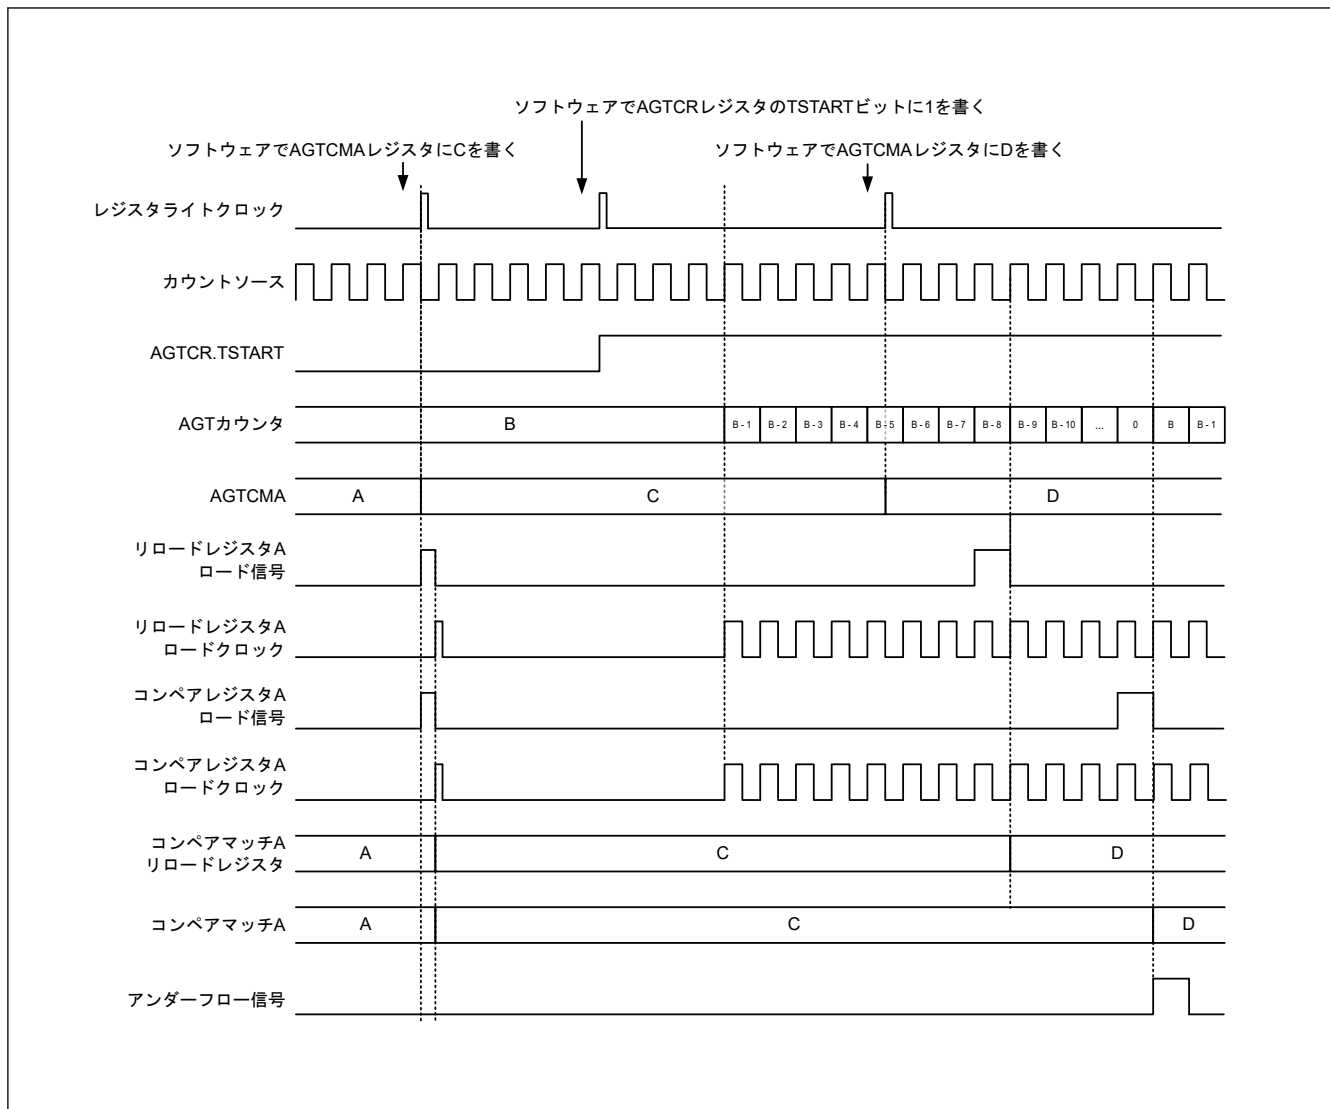 ソフトウェアでAGTCRレジスタのTSTARTビットに1を書く
ソフトウェアでAGTCMAレジスタにCを書く
ソフトウェアでAGTCMAレジスタにDを書く
レジスタライトクロック
カウントソース
AGTCR.TSTART
AGTカウンタ
B
B - 1
B - 2
B - 3
B - 4
B - 5
B - 6
B - 7
B - 8
B - 9
B - 10
...
0
B
B - 1
AGTCMA
A
C
D
リロードレジスタA
ロード信号
リロードレジスタA
ロードクロック
コンペアレジスタA
ロード信号
コンペアレジスタA
ロードクロック
コンペアマッチA
リロードレジスタ
A
C
D
コンペアマッチA
A
C
D
アンダーフロー信号